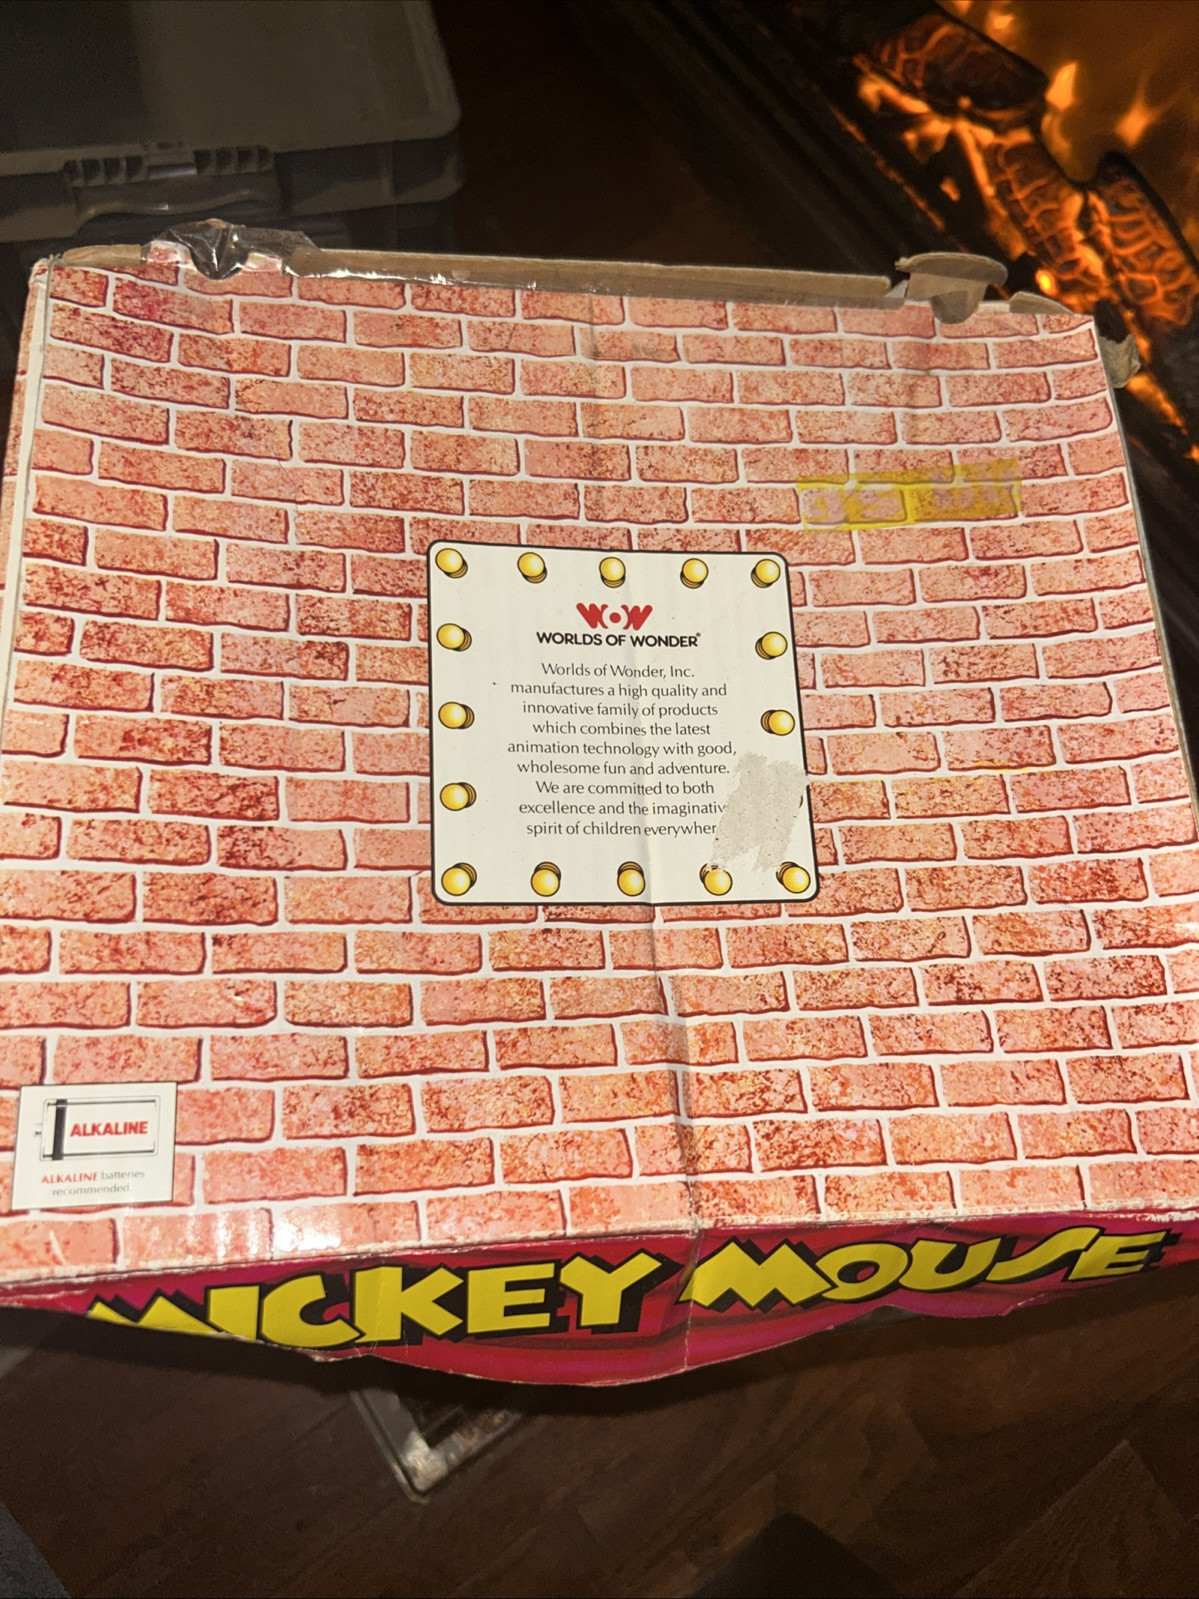 WOW
WORLDS OF WONDER®
Worlds of Wonder, Inc.
manufactures a high quality and
innovative family of products
which combines the latest
animation technology with good,
wholesome fun and adventure.
We are committed to both
excellence and the imaginativ
spirit of children everywher
ALKALINE
ALKALINE batteries
recommended.
MICKEY MOUSE